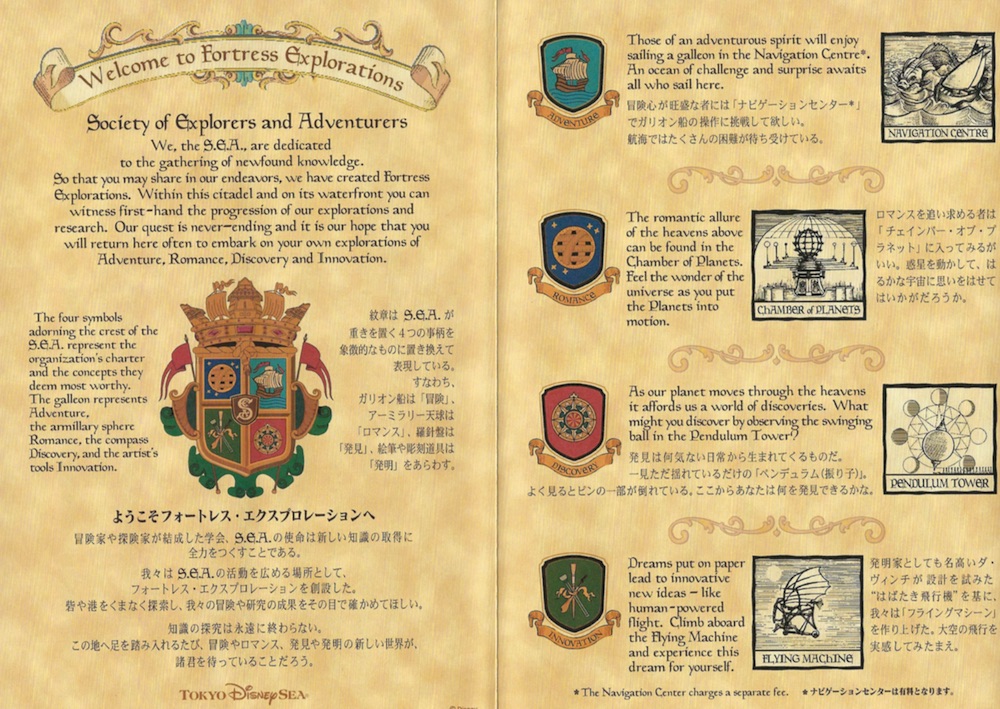 Welcome to Fortress Explorations
Society of Explorers and Adventurers
We, the S.E.A., are dedicated
to the gathering of newfound knowledge.
So that you may share in our endeavors, we have created Fortress
Explorations. Within this citadel and on its waterfront you can
witness first-hand the progression of our explorations and
research. Our quest is never-ending and it is our hope that you
will return here often to embark on your own explorations of
Adventure, Romance, Discovery and Innovation.
The four symbols
adorning the crest of the
S.E.A. represent the
organization's charter
and the concepts they
deem most worthy.
The galleon represents
Adventure,
the armillary sphere
Romance, the compass
Discovery, and the artist's
tools Innovation.
S
紋章は S.E.A. が
重きを置く4つの事柄を
象徴的なものに置き換えて
表現している。
すなわち、
ガリオン船は「冒険」、
アーミラリー天球は
「ロマンス」、羅針盤は
「発見」、絵筆や彫刻道具は
「発明」をあらわす。
ようこそフォートレス・エクスプロレーションへ
冒険家や探険家が結成した学会、S.E.A.の使命は新しい知識の取得に
全力をつくすことである。
我々は S.E.A.の活動を広める場所として、
フォートレス・エクスプロレーションを創設した。
砦や港をくまなく探索し、我々の冒険や研究の成果をその目で確かめてほしい。
知識の探究は永遠に終わらない。
この地へ足を踏み入れるたび、冒険やロマンス、発見や発明の新しい世界が、
諸君を待っていることだろう。
TOKYO DISNEYSEA®
ADVENTURE
Those of an adventurous spirit will enjoy
sailing a galleon in the Navigation Centre*.
An ocean of challenge and surprise awaits
all who sail here.
冒険心が旺盛な者には「ナビゲーションセンター*」
でガリオン船の操作に挑戦して欲しい。
航海ではたくさんの困難が待ち受けている。
NAVIGATION CENTRE
ROMANCE
The romantic allure
of the heavens above
can be found in the
Chamber of Planets.
Feel the wonder of the
universe as you put
the Planets into
motion.
CHAMBER of PLANETS
ロマンスを追い求める者は
「チェインバー・オブ・プ
ラネット」に入ってみるが
いい。惑星を動かして、は
るかな宇宙に思いをはせて
はいかがだろうか。
DISCOVERY
As our planet moves through the heavens
it affords us a world of discoveries. What
might you discover by observing the swinging
ball in the Pendulum Tower?
発見は何気ない日常から生まれてくるものだ。
一見ただ揺れているだけの「ペンデュラム(振り子)」。
よく見るとピンの一部が倒れている。ここからあなたは何を発見できるかな。
PENDULUM TOWER
INNOVATION
Dreams put on paper
lead to innovative
new ideas – like
human-powered
flight. Climb aboard
the Flying Machine
and experience this
dream for yourself.
FLYING MACHINE
発明家としても名高いダ・
ヴィンチが設計を試みた
"はばたき飛行機"を基に、
我々は「フライングマシーン」
を作り上げた。大空の飛行を
実感してみたまえ。
*The Navigation Center charges a separate fee. *ナビゲーションセンターは有料となります。